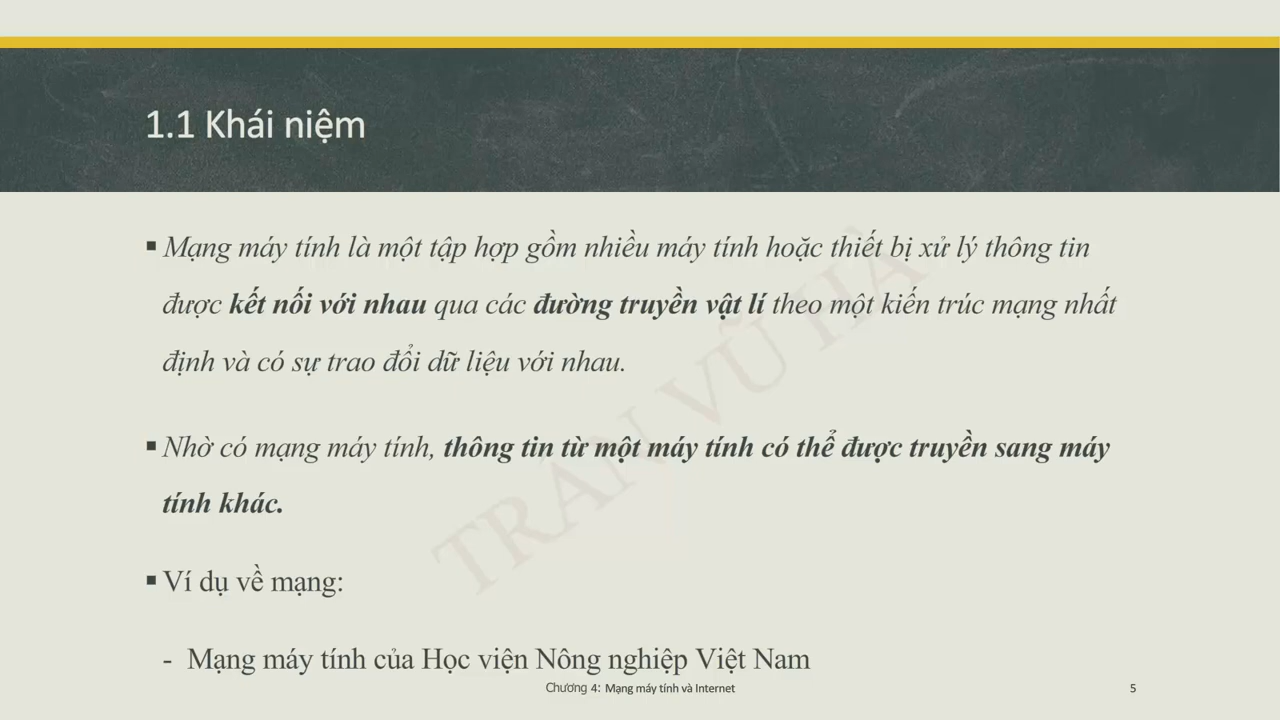 1.1 Khái niệm
▪ Mạng máy tính là một tập hợp gồm nhiều máy tính hoặc thiết bị xử lý thông tin
được kết nối với nhau qua các đường truyền vật lí theo một kiến trúc mạng nhất
định và có sự trao đổi dữ liệu với nhau.
▪ Nhờ có mạng máy tính, thông tin từ một máy tính có thể được truyền sang máy
tính khác.
▪ Ví dụ về mạng:
- Mạng máy tính của Học viện Nông nghiệp Việt Nam
Chương 4: Mạng máy tính và Internet
5
TRẦN VŨ HÀ